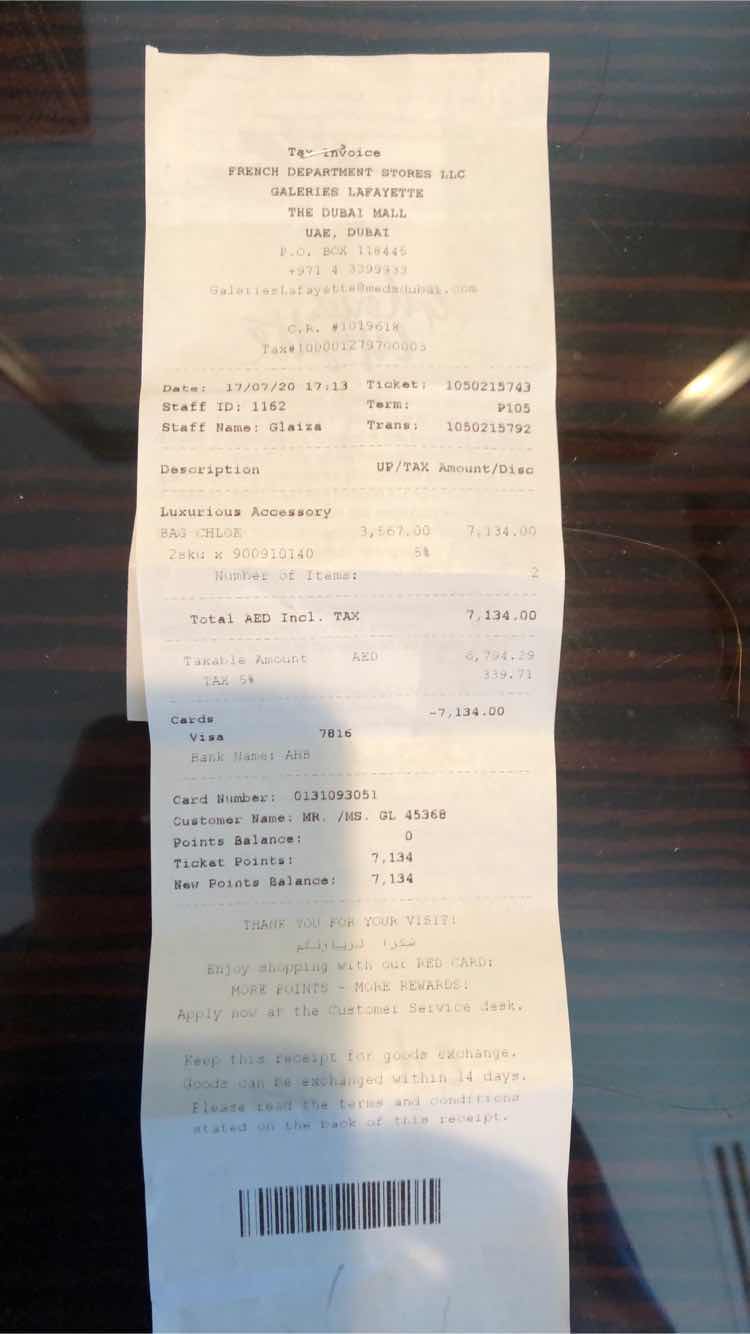 Tax Invoice
FRENCH DEPARTMENT STORES LLC
GALERIES LAFAYETTE
THE DUBAI MALL
UAE, DUBAI
P.O. BOX 118446
+971 4 3399933
GaleriesLafayette@medsdubai.com
C.R. #1019618
Tax#100001279700003
Date: 17/07/20 17:13 Ticket: 1050215743
Staff ID: 1162 Term: P105
Staff Name: Glaiza Trans: 1050215792
Description UP/TAX Amount/Disc
Luxurious Accessory
BAG CHLOE 3,567.00 7,134.00
2sku x 900910140 5%
Number of Items: 2
Total AED Incl. TAX 7,134.00
Taxable Amount AED 6,794.29
TAX 5% 339.71
Cards -7,134.00
Visa 7816
Bank Name: AHB
Card Number: 0131093051
Customer Name: MR. /MS. GL 45368
Points Balance: 0
Ticket Points: 7,134
New Points Balance: 7,134
THANK YOU FOR YOUR VISIT!
شكرا لزيارتكم
Enjoy shopping with our RED CARD:
MORE POINTS - MORE REWARDS!
Apply now at the Customer Service desk.
Keep this receipt for goods exchange.
Goods can be exchanged within 14 days.
Please read the terms and conditions
stated on the back of this receipt.